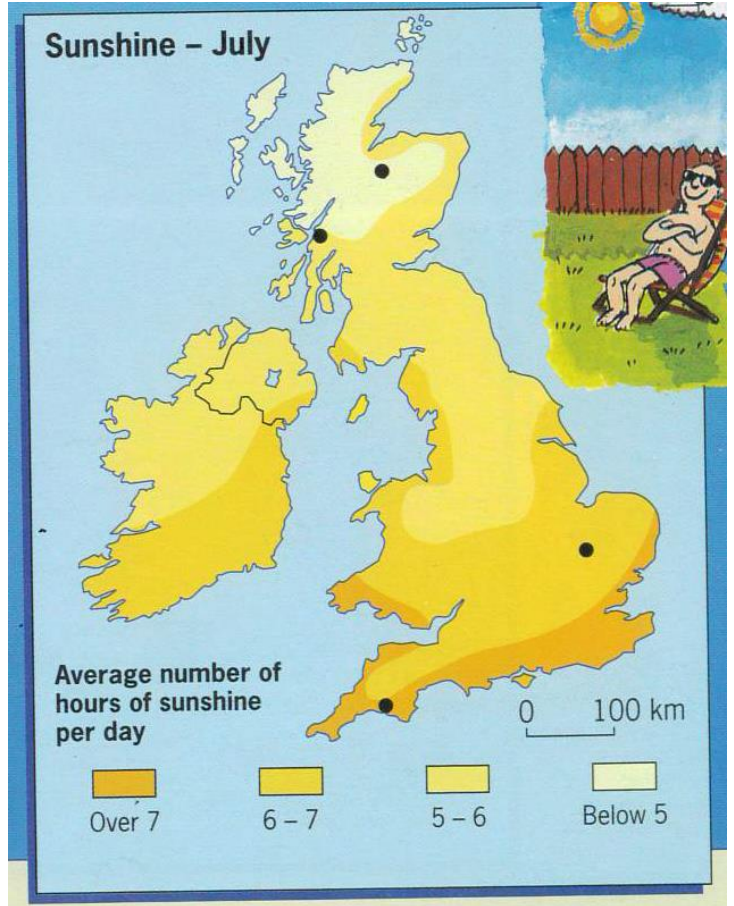 Sunshine – July
Average number of
hours of sunshine
per day
0 100 km
Over 7
6 – 7
5 – 6
Below 5